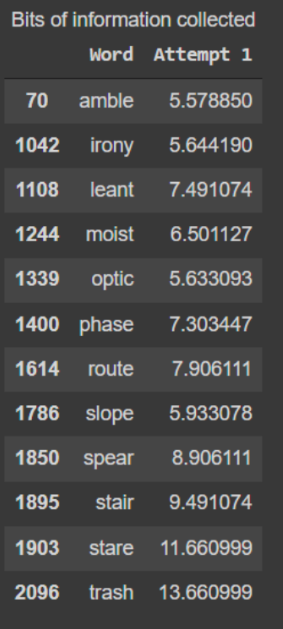 Bits of information collected
Word Attempt 1
70 amble 5.578850
1042 irony 5.644190
1108 leant 7.491074
1244 moist 6.501127
1339 optic 5.633093
1400 phase 7.303447
1614 route 7.906111
1786 slope 5.933078
1850 spear 8.906111
1895 stair 9.491074
1903 stare 11.660999
2096 trash 13.660999